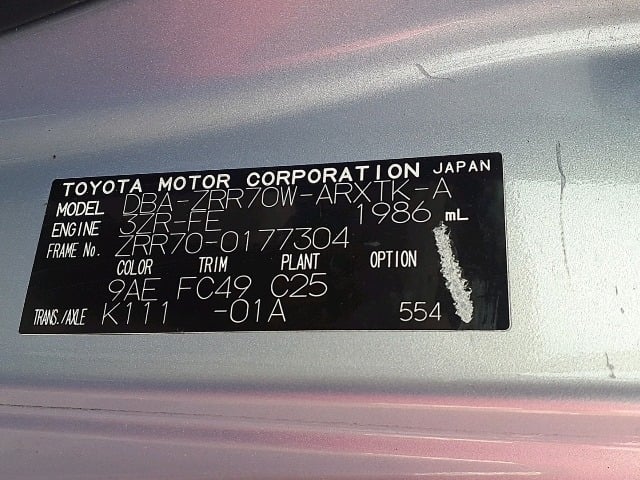 TOYOTA MOTOR CORPORATION JAPAN
MODEL DBA-ZRR70W-ARXTK-A
ENGINE 3ZR-FE 1986 mL
FRAME No. ZRR70-0177304
COLOR TRIM PLANT OPTION
9AE FC49 C25
TRANS./AXLE K111 -01A 554